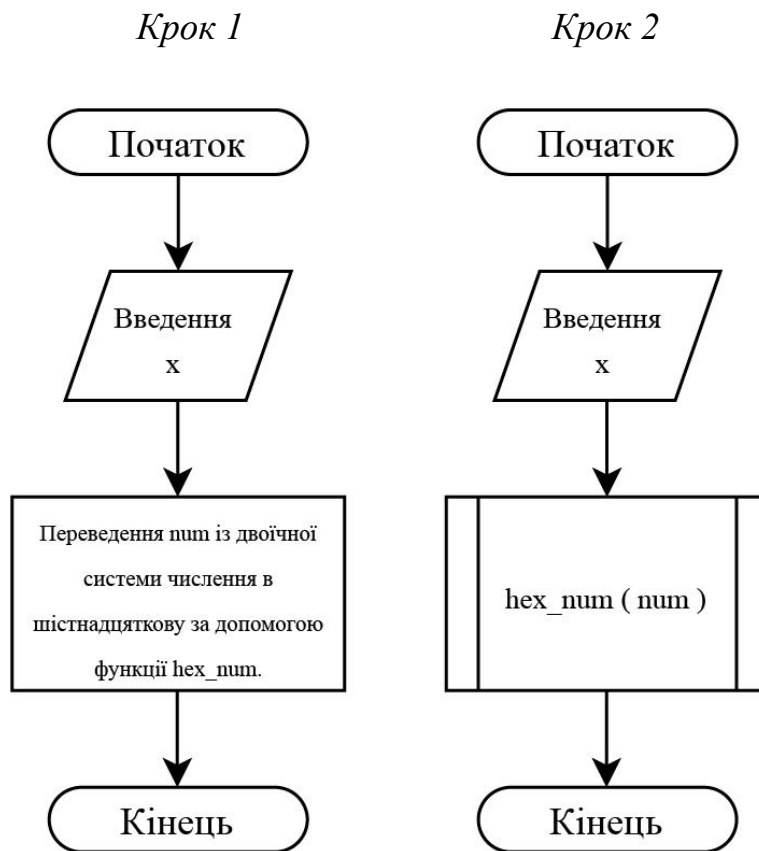 Крок 1
Початок
Введення
x
Переведення num із двоїчної
системи числення в
шістнадцяткову за допомогою
функції hex_num.
Кінець
Крок 2
Початок
Введення
x
hex_num ( num )
Кінець